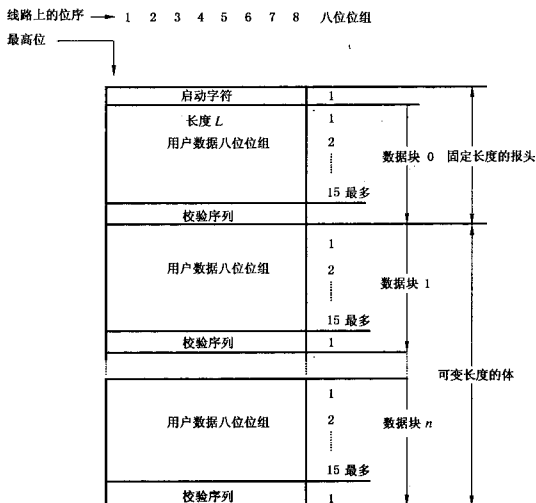 线路上的位序 1 2 3 4 5 6 7 8 八位位组
最高位
启动字符 1
长度 L 1
用户数据八位位组 2
数据块 0 固定长度的报头
15 最多
校验序列
1
用户数据八位位组 2
数据块 1
15 最多
校验序列 1
可变长度的体
1
用户数据八位位组 2
数据块 n
15 最多
校验序列 1